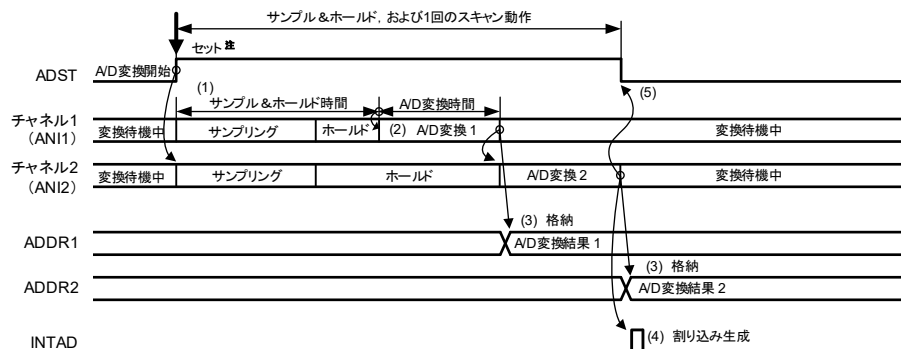 サンプル&ホールド, および1回のスキャン動作
セット 注
ADST
A/D変換開始
(1)
(5)
サンプル&ホールド時間
A/D変換時間
チャネル1
(ANI1)
変換待機中
サンプリング
ホールド
(2)
A/D変換 1
変換待機中
チャネル2
(ANI2)
変換待機中
サンプリング
ホールド
A/D変換 2
変換待機中
(3) 格納
ADDR1
A/D変換結果 1
(3) 格納
ADDR2
A/D変換結果 2
INTAD
(4) 割り込み生成